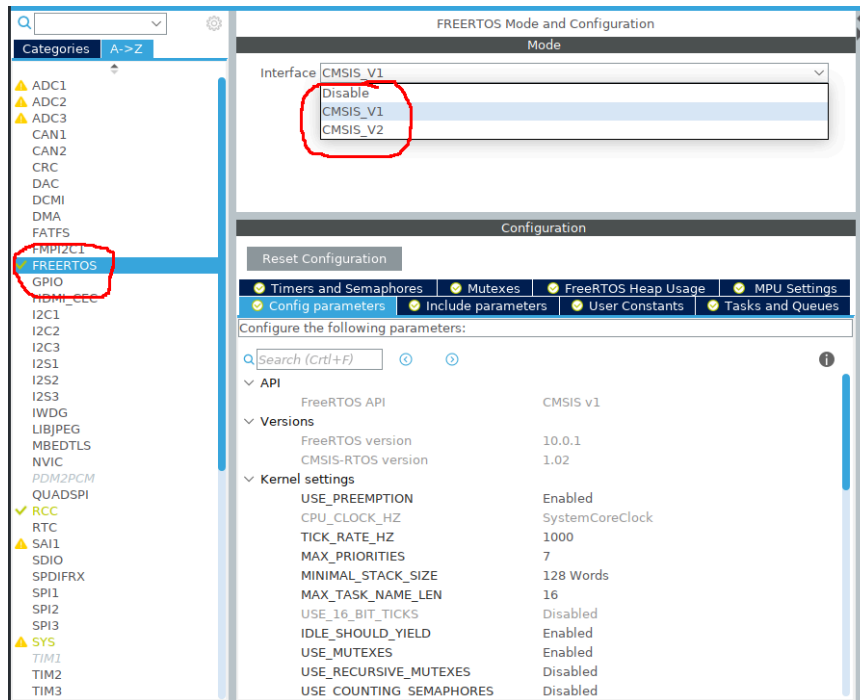 Categories
A->Z
ADC1
ADC2
ADC3
CAN1
CAN2
CRC
DAC
DCMI
DMA
FATFS
FMPI2C1
FREERTOS
GPIO
HDMI_CEC
I2C1
I2C2
I2C3
I2S1
I2S2
I2S3
IWDG
LIBJPEG
MBEDTLS
NVIC
PDM2PCM
QUADSPI
RCC
RTC
SAI1
SDIO
SPDIFRX
SPI1
SPI2
SPI3
SYS
TIM1
TIM2
TIM3
FREERTOS Mode and Configuration
Mode
Interface CMSIS_V1
Disable
CMSIS_V1
CMSIS_V2
Configuration
Reset Configuration
Timers and Semaphores Mutexes FreeRTOS Heap Usage MPU Settings
Config parameters Include parameters User Constants Tasks and Queues
Configure the following parameters:
Search (Crtl+F)
API
FreeRTOS API CMSIS v1
Versions
FreeRTOS version 10.0.1
CMSIS-RTOS version 1.02
Kernel settings
USE_PREEMPTION Enabled
CPU_CLOCK_HZ SystemCoreClock
TICK_RATE_HZ 1000
MAX_PRIORITIES 7
MINIMAL_STACK_SIZE 128 Words
MAX_TASK_NAME_LEN 16
USE_16_BIT_TICKS Disabled
IDLE_SHOULD_YIELD Enabled
USE_MUTEXES Enabled
USE_RECURSIVE_MUTEXES Disabled
USE_COUNTING_SEMAPHORES Disabled